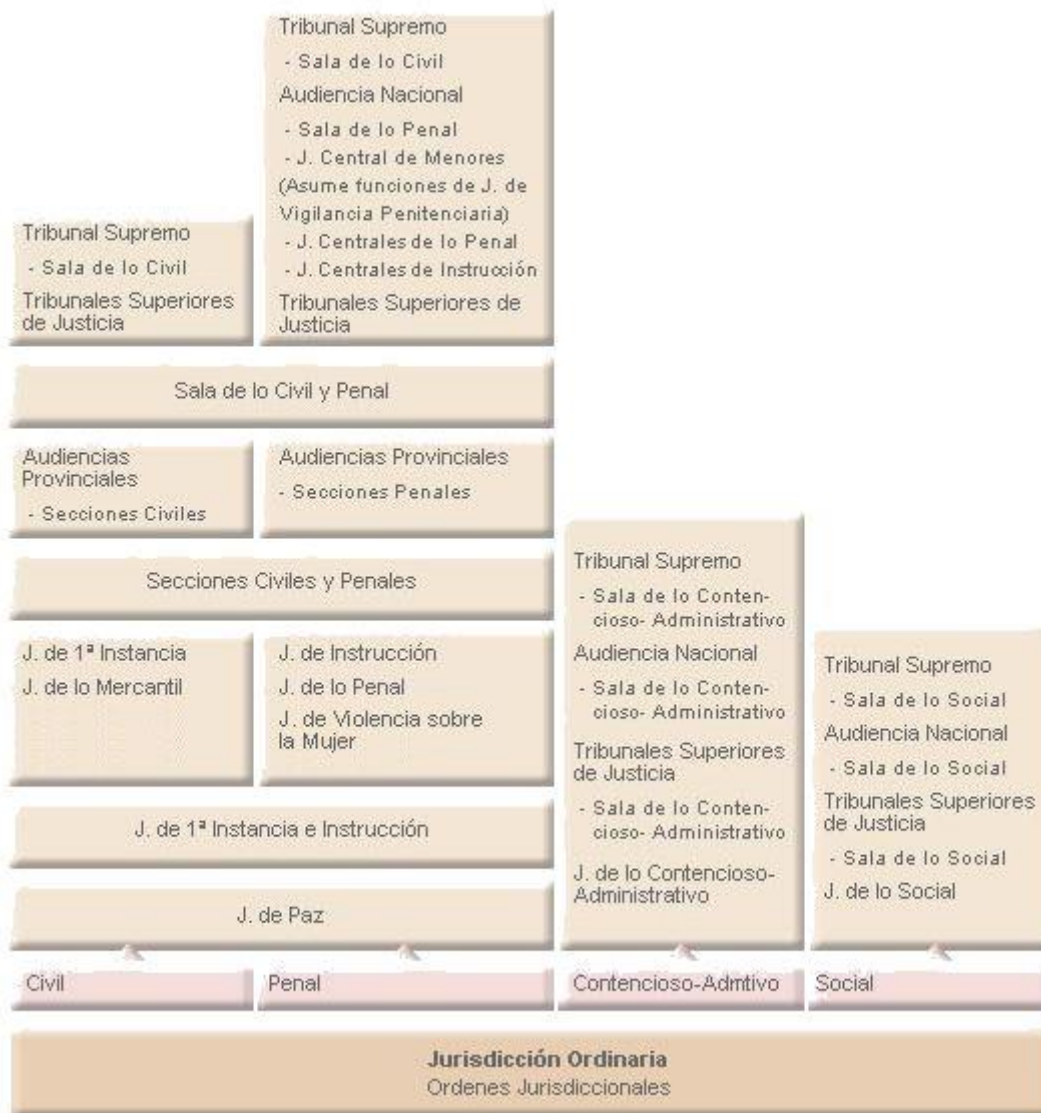 Tribunal Supremo
- Sala de lo Civil
Tribunales Superiores
de Justicia
Tribunal Supremo
- Sala de lo Civil
Audiencia Nacional
- Sala de lo Penal
- J. Central de Menores
(Asume funciones de J. de
Vigilancia Penitenciaria)
- J. Centrales de lo Penal
- J. Centrales de Instrucción
Tribunales Superiores de
Justicia
Sala de lo Civil y Penal
Audiencias
Provinciales
- Secciones Civiles
Audiencias Provinciales
- Secciones Penales
Secciones Civiles y Penales
J. de 1ª Instancia
J. de lo Mercantil
J. de Instrucción
J. de lo Penal
J. de Violencia sobre
la Mujer
J. de 1ª Instancia e Instrucción
J. de Paz
Tribunal Supremo
- Sala de lo Conten-
cioso- Administrativo
Audiencia Nacional
- Sala de lo Conten-
cioso- Administrativo
Tribunales Superiores
de Justicia
- Sala de lo Conten-
cioso- Administrativo
J. de lo Contencioso-
Administrativo
Tribunal Supremo
- Sala de lo Social
Audiencia Nacional
- Sala de lo Social
Tribunales Superiores
de Justicia
- Sala de lo Social
J. de lo Social
Civil
Penal
Contencioso-Admtivo
Social
Jurisdicción Ordinaria
Ordenes Jurisdiccionales